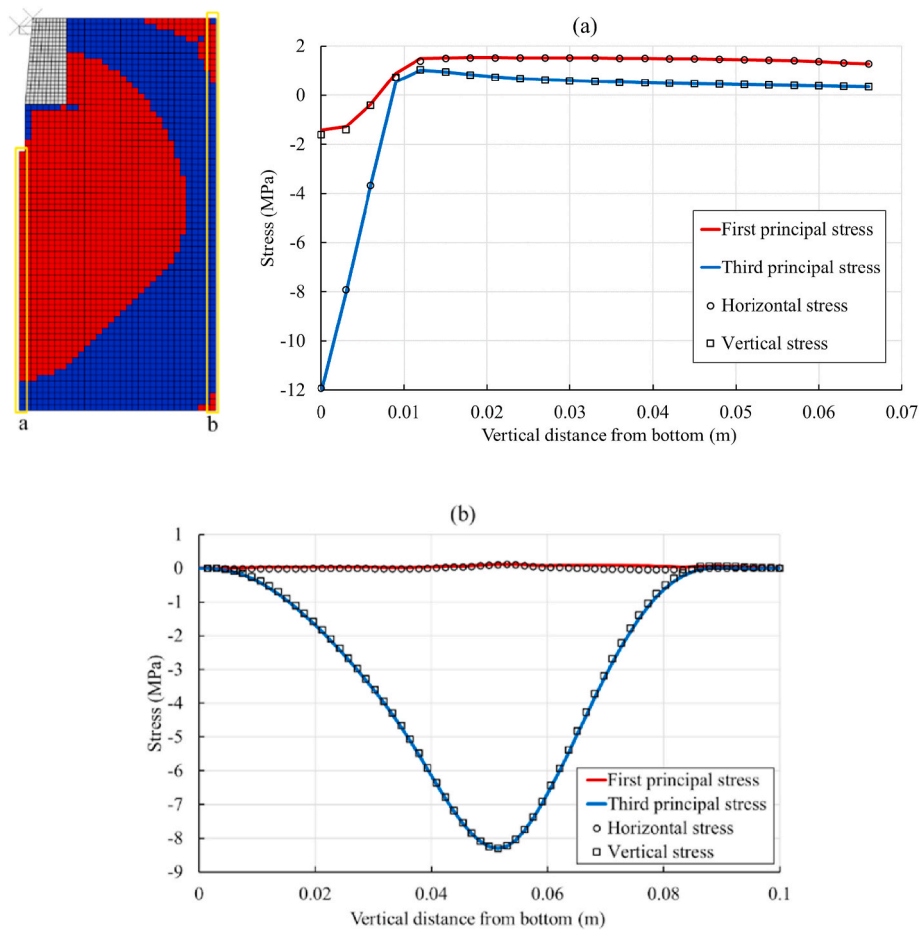 a
b
(a)
2
0
-2
-4
-6
-8
-10
-12
Stress (MPa)
First principal stress
Third principal stress
Horizontal stress
Vertical stress
0 0.01 0.02 0.03 0.04 0.05 0.06 0.07
Vertical distance from bottom (m)
(b)
1
0
-1
-2
-3
-4
-5
-6
-7
-8
-9
Stress (MPa)
First principal stress
Third principal stress
Horizontal stress
Vertical stress
0 0.02 0.04 0.06 0.08 0.1
Vertical distance from bottom (m)